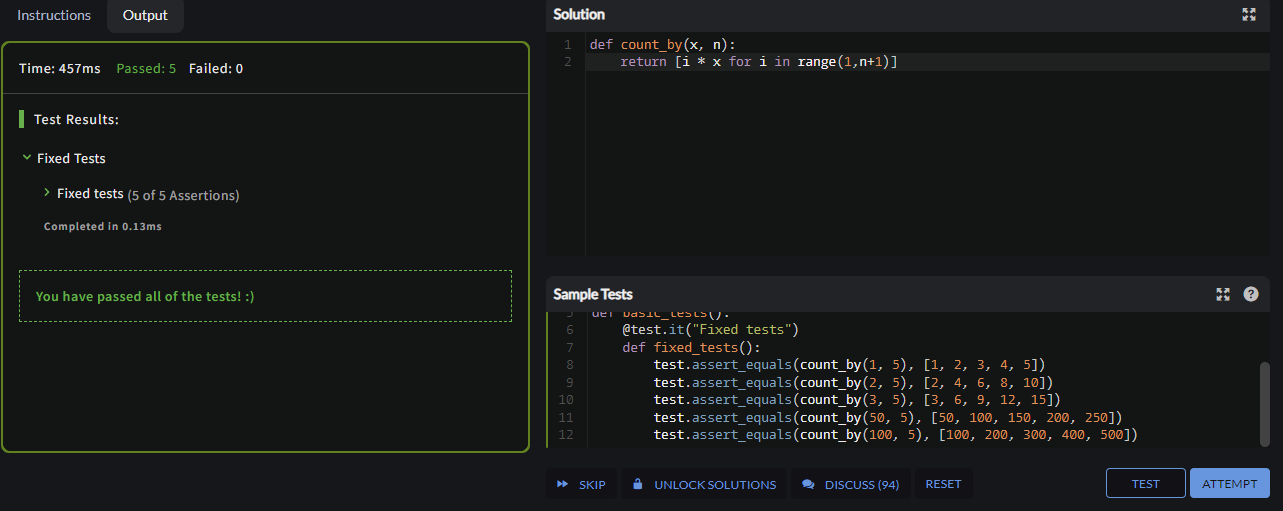 Instructions
Output
Time: 457ms Passed: 5 Failed: 0
Test Results:
Fixed Tests
Fixed tests (5 of 5 Assertions)
Completed in 0.13ms
You have passed all of the tests! :)
Solution
1 def count_by(x, n):
2     return [i * x for i in range(1,n+1)]
Sample Tests
5 def basic_tests():
6     @test.it("Fixed tests")
7     def fixed_tests():
8         test.assert_equals(count_by(1, 5), [1, 2, 3, 4, 5])
9         test.assert_equals(count_by(2, 5), [2, 4, 6, 8, 10])
10         test.assert_equals(count_by(3, 5), [3, 6, 9, 12, 15])
11         test.assert_equals(count_by(50, 5), [50, 100, 150, 200, 250])
12         test.assert_equals(count_by(100, 5), [100, 200, 300, 400, 500])
SKIP
UNLOCK SOLUTIONS
DISCUSS (94)
RESET
TEST
ATTEMPT